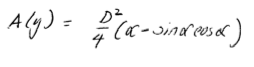 A(y) = D²/4 (α - sinα cosα)